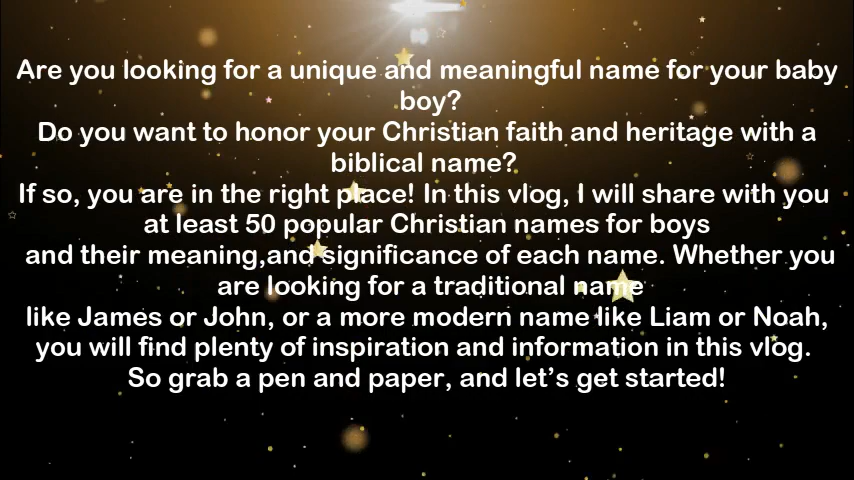 Are you looking for a unique and meaningful name for your baby
boy?
Do you want to honor your Christian faith and heritage with a
biblical name?
If so, you are in the right place! In this vlog, I will share with you
at least 50 popular Christian names for boys
and their meaning,and significance of each name. Whether you
are looking for a traditional name
like James or John, or a more modern name like Liam or Noah,
you will find plenty of inspiration and information in this vlog.
So grab a pen and paper, and let’s get started!